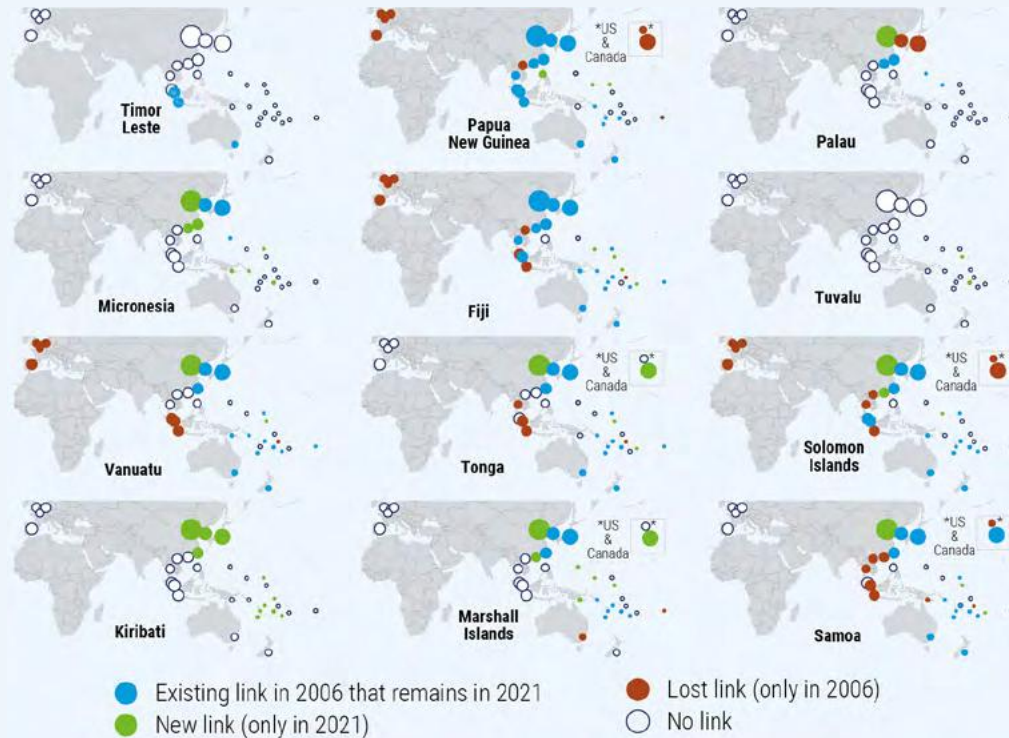 Timor
Leste
*US
&
Canada
*
Papua
New Guinea
Palau
Micronesia
Fiji
Tuvalu
Vanuatu
*US
&
Canada
*
Tonga
*US
&
Canada
*
Solomon
Islands
Kiribati
*US
&
Canada
*
Marshall
Islands
*US
&
Canada
*
Samoa
Existing link in 2006 that remains in 2021
Lost link (only in 2006)
New link (only in 2021)
No link